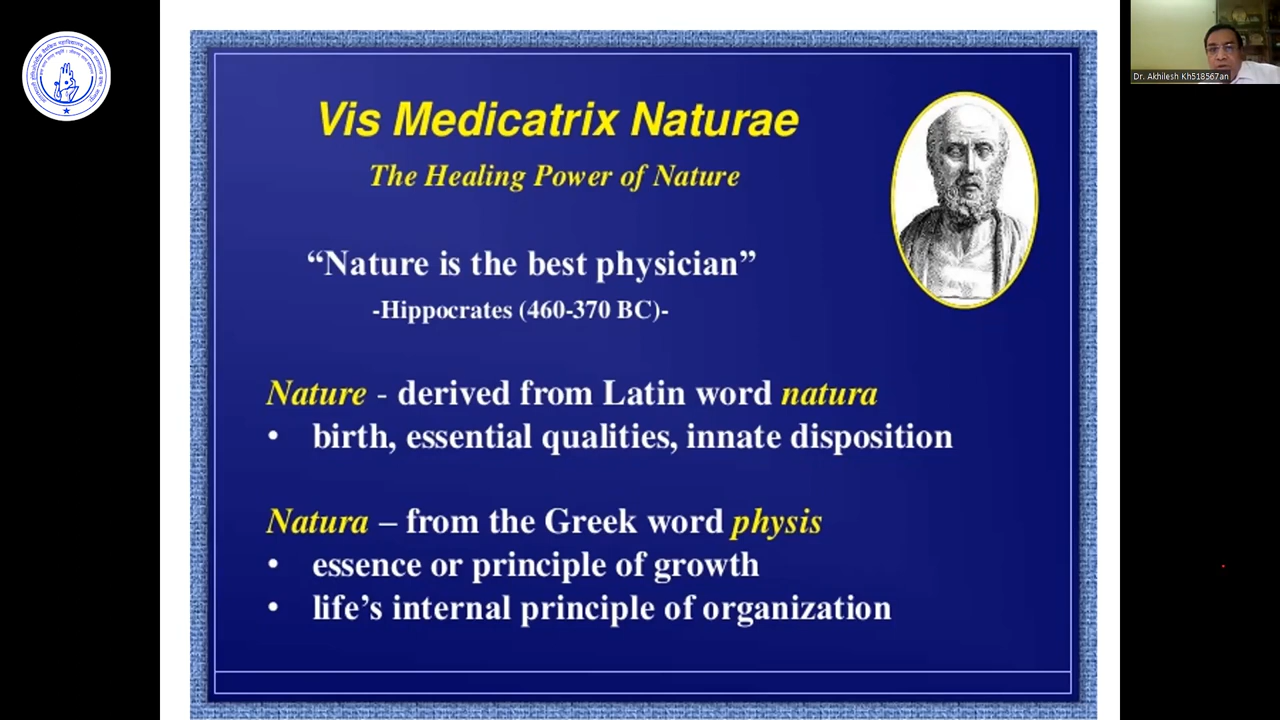 Vis Medicatrix Naturae
The Healing Power of Nature
“Nature is the best physician”
-Hippocrates (460-370 BC)-
Nature - derived from Latin word natura
• birth, essential qualities, innate disposition
Natura – from the Greek word physis
• essence or principle of growth
• life’s internal principle of organization
Dr. Akhilesh Kh518567an